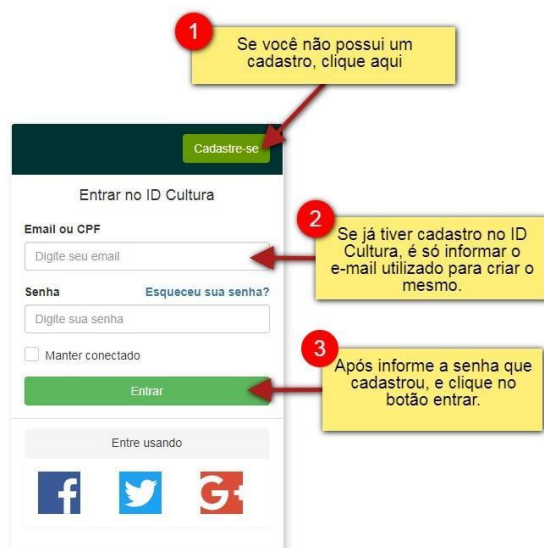 1
Se você não possui um
cadastro, clique aqui
Cadastre-se
Entrar no ID Cultura
Email ou CPF
Digite seu email
2
Se já tiver cadastro no ID
Cultura, é só informar o
e-mail utilizado para criar o
mesmo.
Senha Esqueceu sua senha?
Digite sua senha
Manter conectado
3
Após informe a senha que
cadastrou, e clique no
botão entrar.
Entrar
Entre usando
f
G+